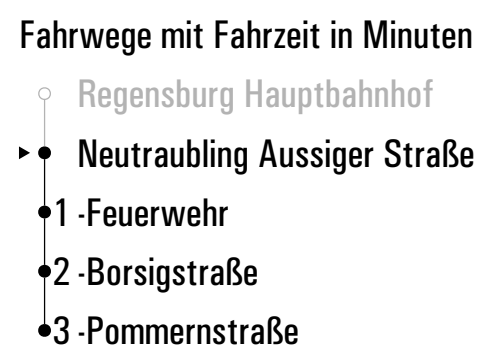 Fahrwege mit Fahrzeit in Minuten
Regensburg Hauptbahnhof
Neutraubling Aussiger Straße
1 -Feuerwehr
2 -Borsigstraße
3 -Pommernstraße